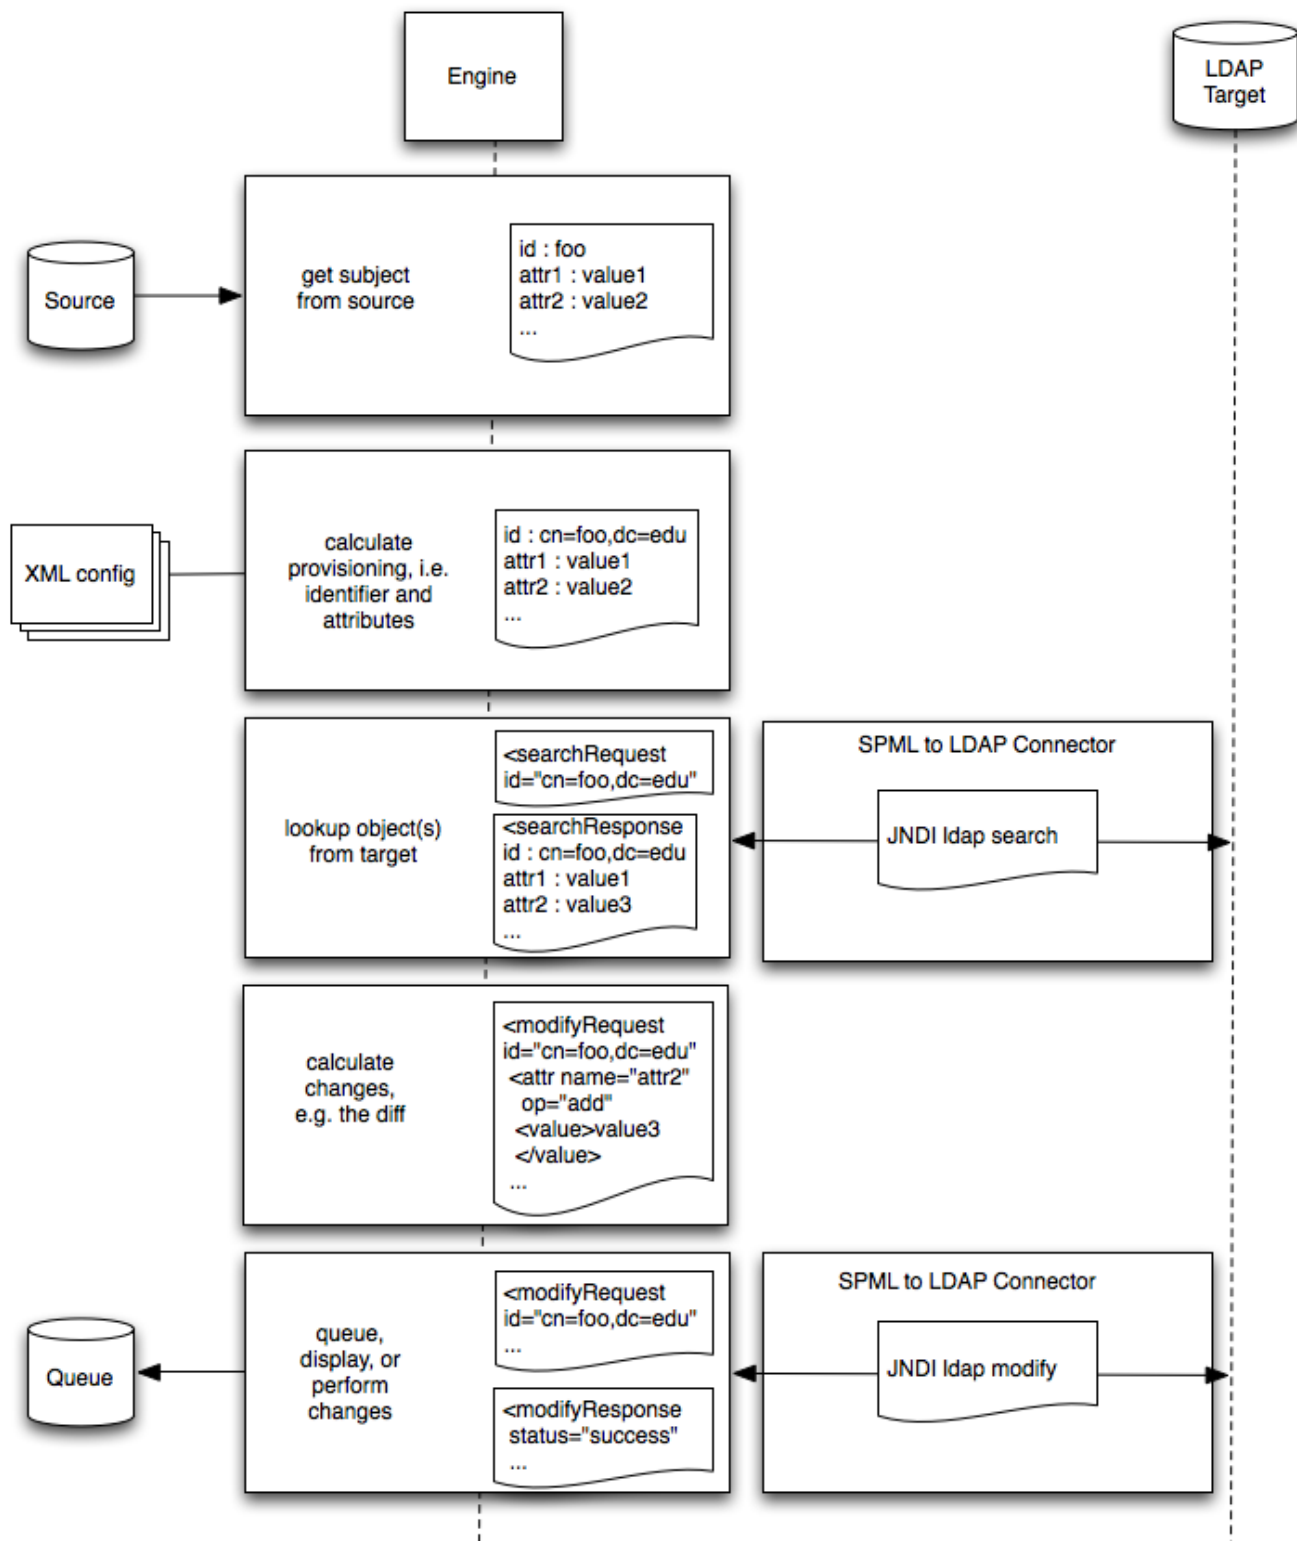 Engine
LDAP
Target
Source
get subject
from source
id : foo
attr1 : value1
attr2 : value2
...
XML config
calculate
provisioning, i.e.
identifier and
attributes
id : cn=foo,dc=edu
attr1 : value1
attr2 : value2
...
lookup object(s)
from target
<searchRequest
id="cn=foo,dc=edu"
<searchResponse
id : cn=foo,dc=edu
attr1 : value1
attr2 : value3
...
SPML to LDAP Connector
JNDI ldap search
calculate
changes,
e.g. the diff
<modifyRequest
id="cn=foo,dc=edu"
<attr name="attr2"
op="add"
<value>value3
</value>
...
Queue
queue,
display, or
perform
changes
<modifyRequest
id="cn=foo,dc=edu"
...
<modifyResponse
status="success"
...
SPML to LDAP Connector
JNDI ldap modify